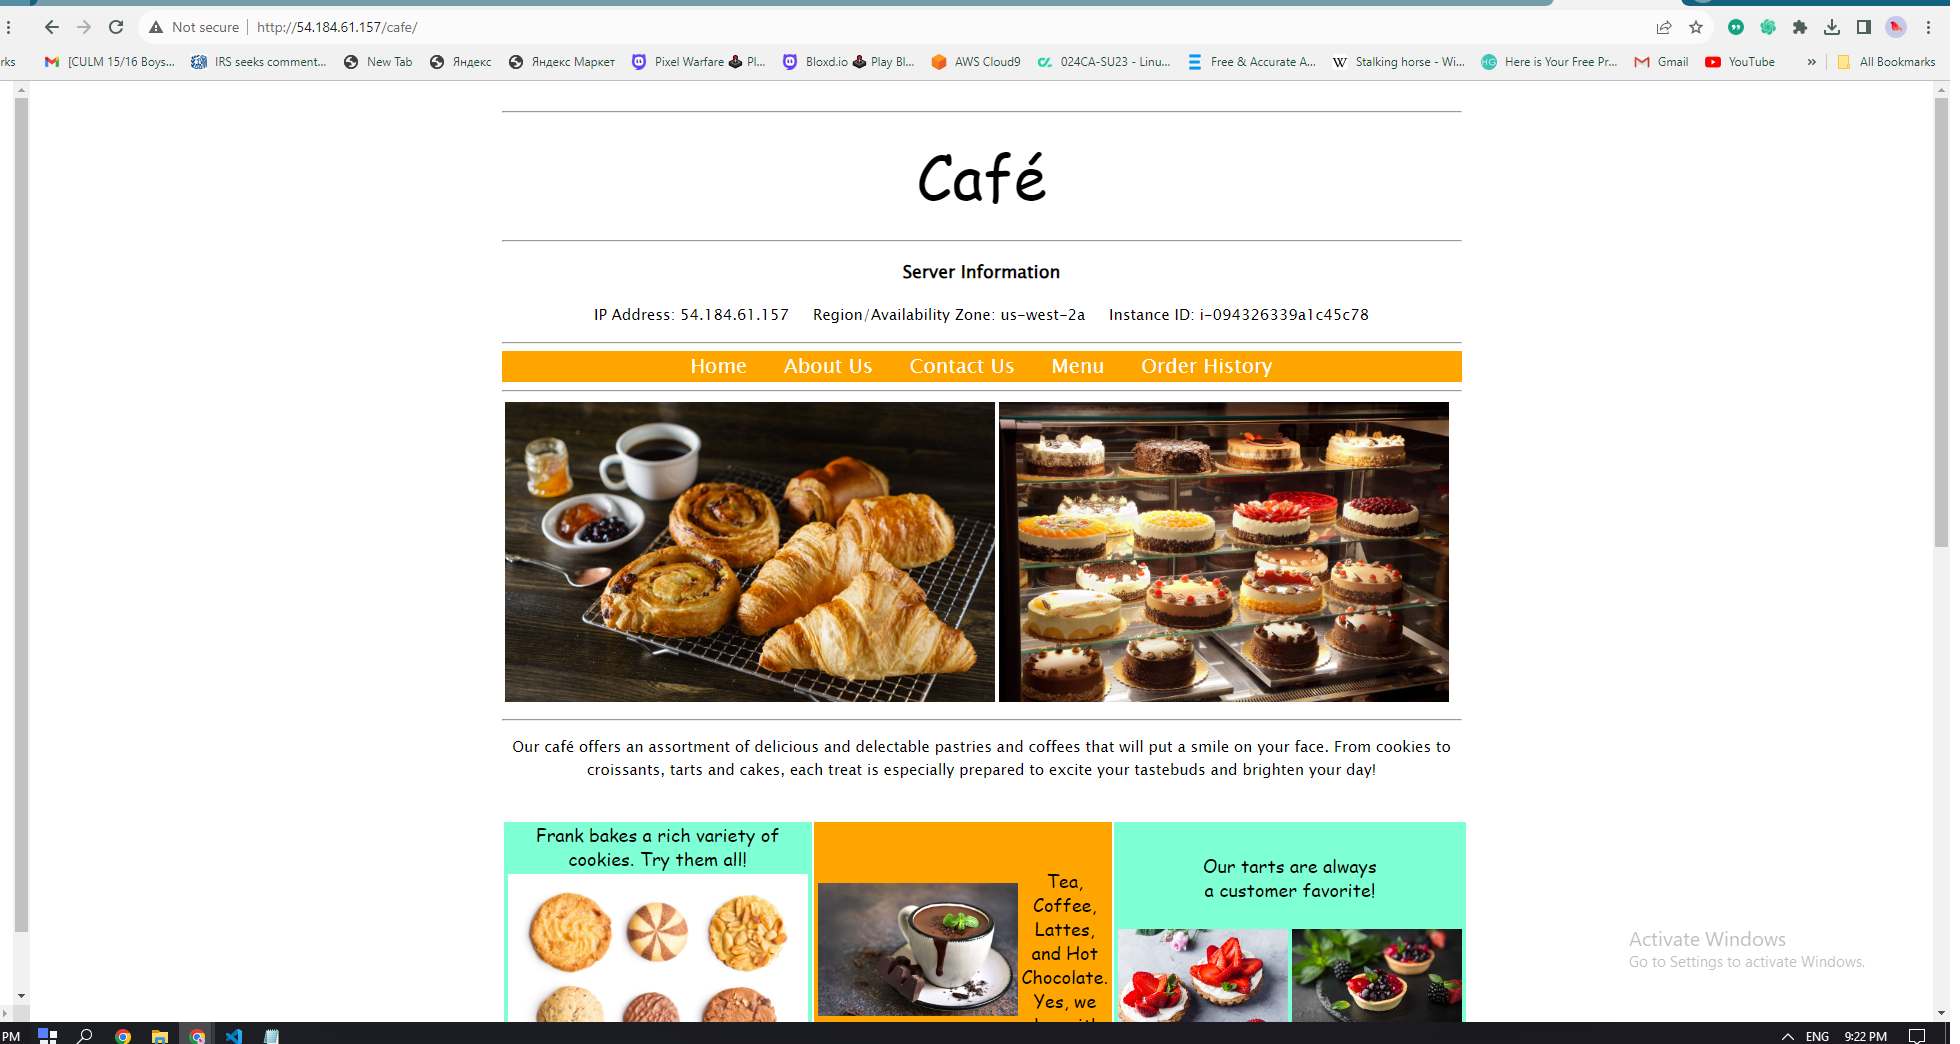 Not secure http://54.184.61.157/cafe/
rks [CULM 15/16 Boys... IRS seeks comment... New Tab Яндекс Яндекс Маркет Pixel Warfare Pl... Bloxd.io Play Bl... AWS Cloud9 024CA-SU23 - Linu... Free & Accurate A... W Stalking horse - Wi... HG Here is Your Free Pr... Gmail YouTube » All Bookmarks
Café
Server Information
IP Address: 54.184.61.157 Region/Availability Zone: us-west-2a Instance ID: i-094326339a1c45c78
Home About Us Contact Us Menu Order History
Our café offers an assortment of delicious and delectable pastries and coffees that will put a smile on your face. From cookies to
croissants, tarts and cakes, each treat is especially prepared to excite your tastebuds and brighten your day!
Frank bakes a rich variety of
cookies. Try them all!
Tea,
Coffee,
Lattes,
and Hot
Chocolate.
Yes, we
Our tarts are always
a customer favorite!
Activate Windows
Go to Settings to activate Windows.
PM ENG 9:22 PM